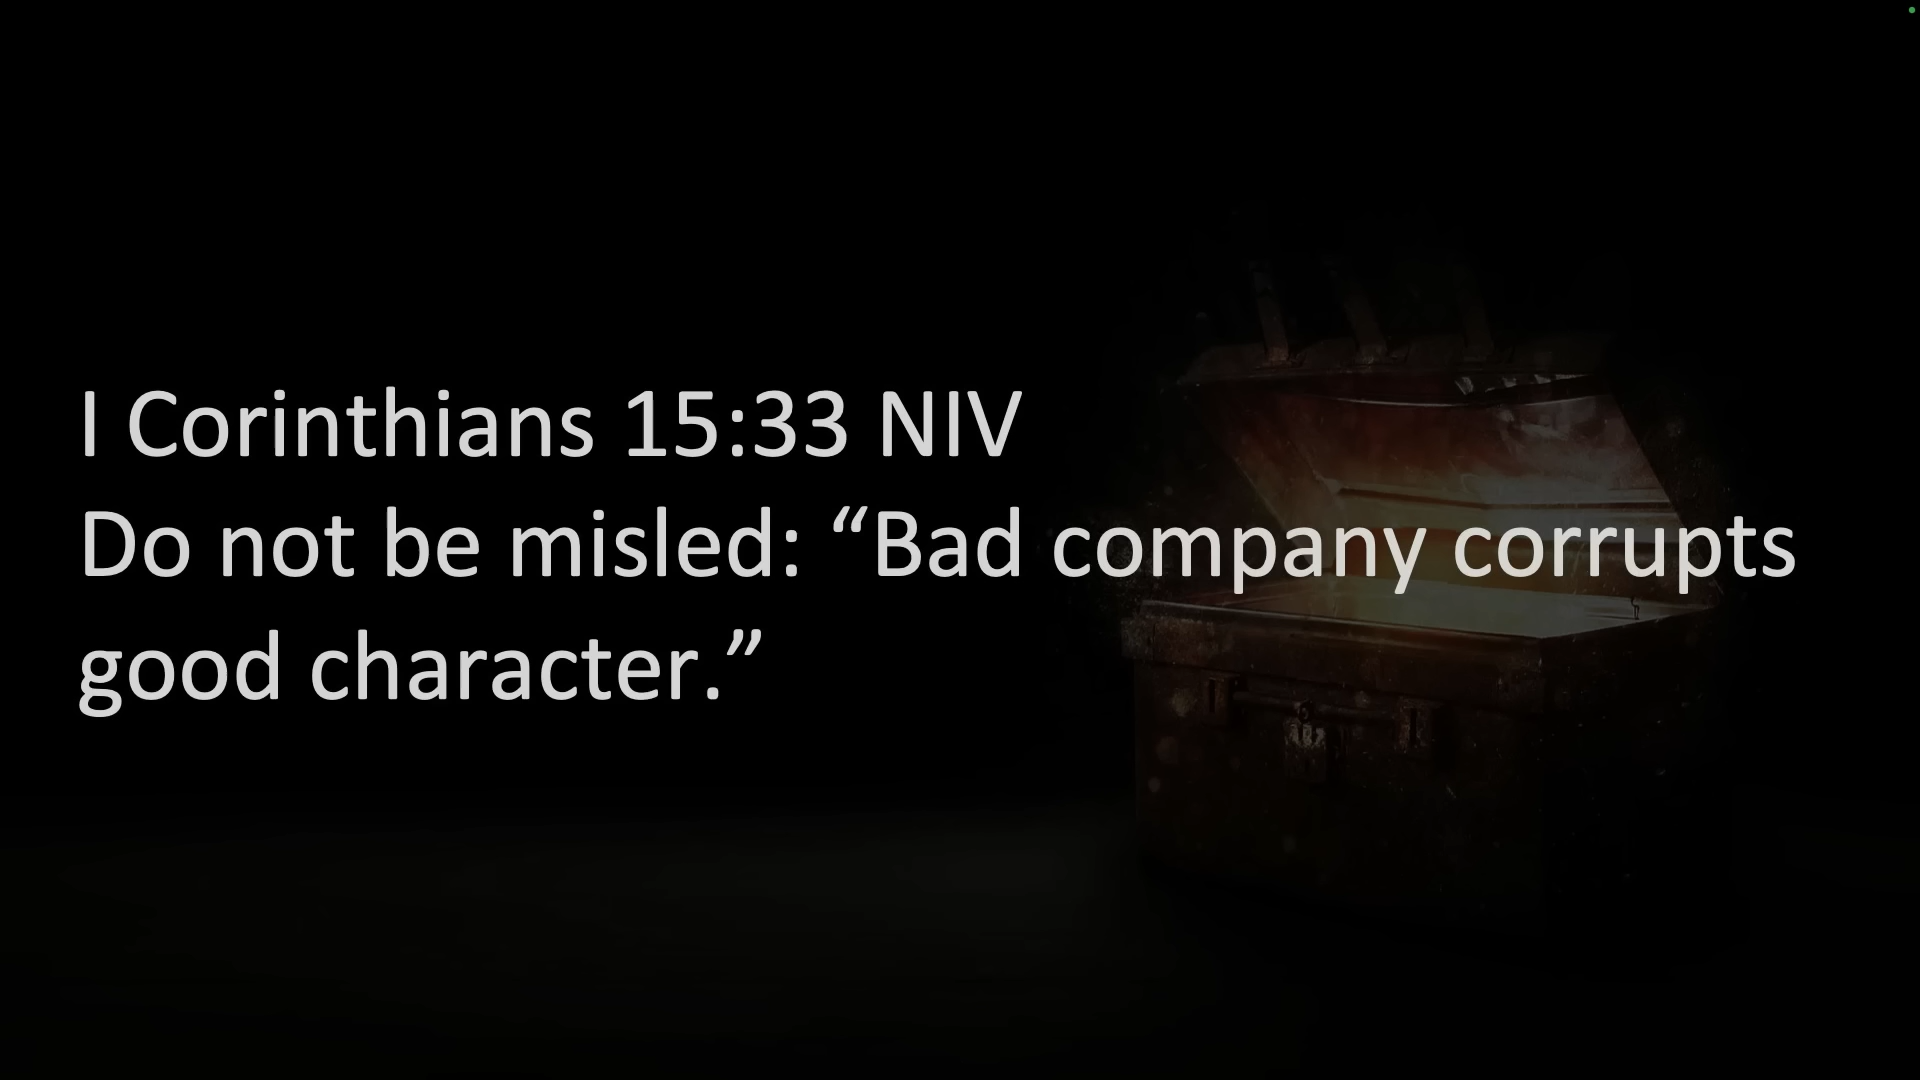 I Corinthians 15:33 NIV
Do not be misled: “Bad company corrupts
good character.”